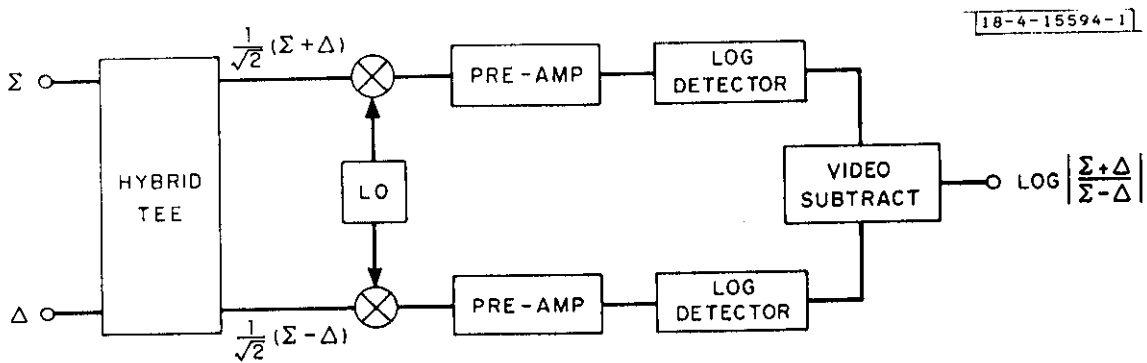 18-4-15594-1
1/√2 (Σ+Δ)
Σ
HYBRID
TEE
Δ
1/√2 (Σ-Δ)
LO
PRE-AMP
LOG
DETECTOR
VIDEO
SUBTRACT
LOG |Σ+Δ/Σ-Δ|
PRE-AMP
LOG
DETECTOR